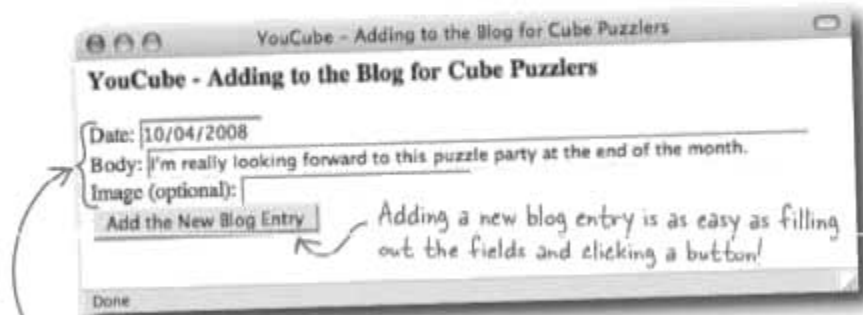 YouCube - Adding to the Blog for Cube Puzzlers
YouCube - Adding to the Blog for Cube Puzzlers
Date: 10/04/2008
Body: I'm really looking forward to this puzzle party at the end of the month.
Image (optional):
Add the New Blog Entry
Adding a new blog entry is as easy as filling
out the fields and clicking a button!
Done